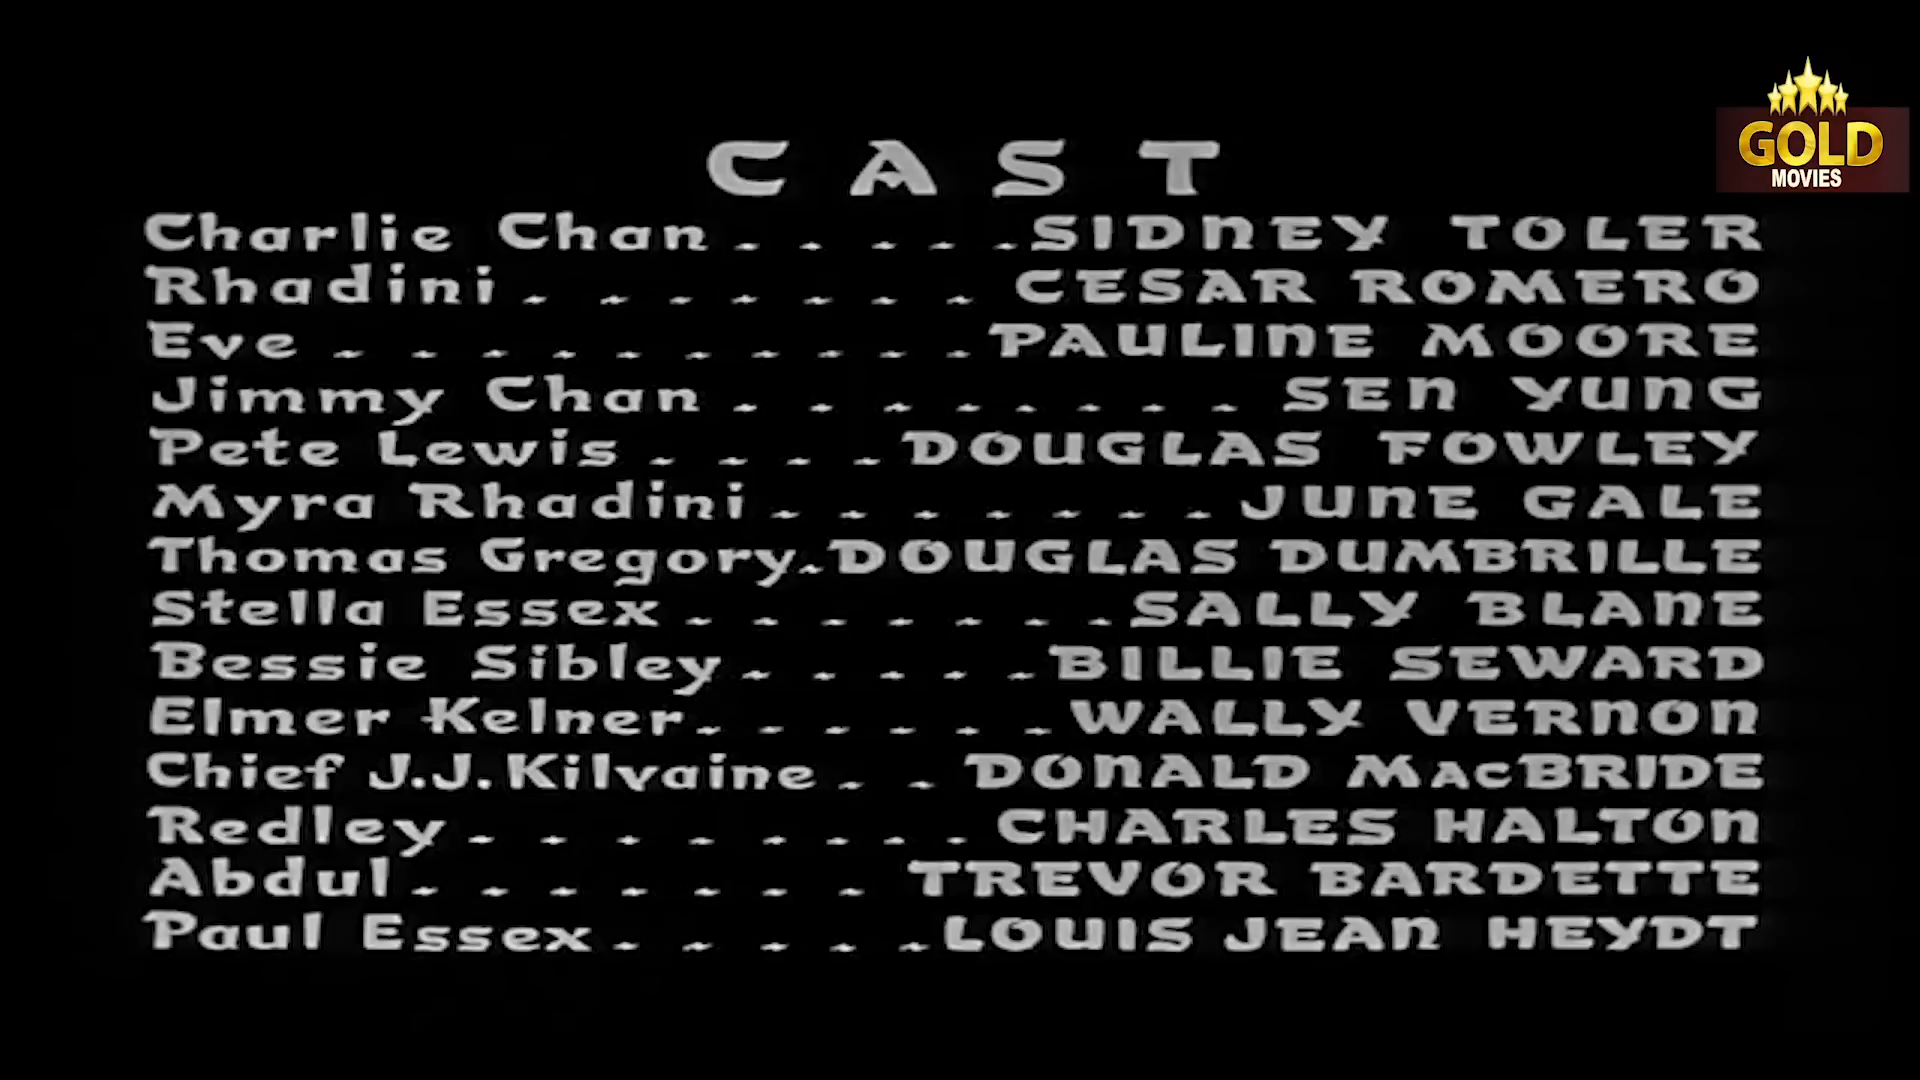 CAST
Charlie Chan . . . . . SIDNEY TOLER
Rhadini . . . . . . . CESAR ROMERO
Eve . . . . . . . . . . PAULINE MOORE
Jimmy Chan . . . . . . . . SEN YUNG
Pete Lewis . . . . DOUGLAS FOWLEY
Myra Rhadini . . . . . . . JUNE GALE
Thomas Gregory . DOUGLAS DUMBRILLE
Stella Essex . . . . . . . SALLY BLANE
Bessie Sibley . . . . . BILLIE SEWARD
Elmer Kelner . . . . . . WALLY VERNON
Chief J.J. Kilvaine . . DONALD MacBRIDE
Redley . . . . . . . . CHARLES HALTON
Abdul . . . . . . . TREVOR BARDETTE
Paul Essex . . . . . LOUIS JEAN HEYDT
GOLD
MOVIES